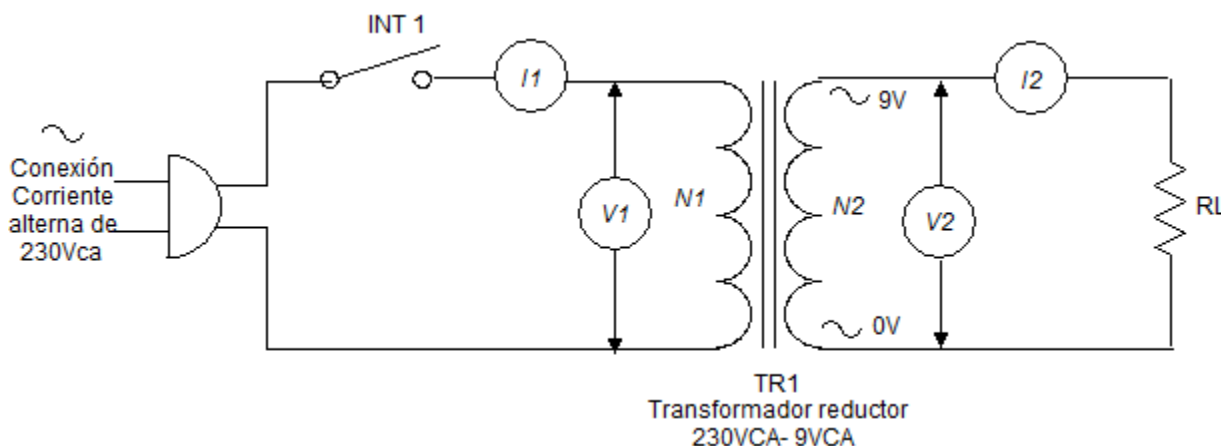 INT 1
I1
I2
9V
Conexión
Corriente
alterna de
230Vca
V1
N1
N2
V2
RL
0V
TR1
Transformador reductor
230VCA- 9VCA